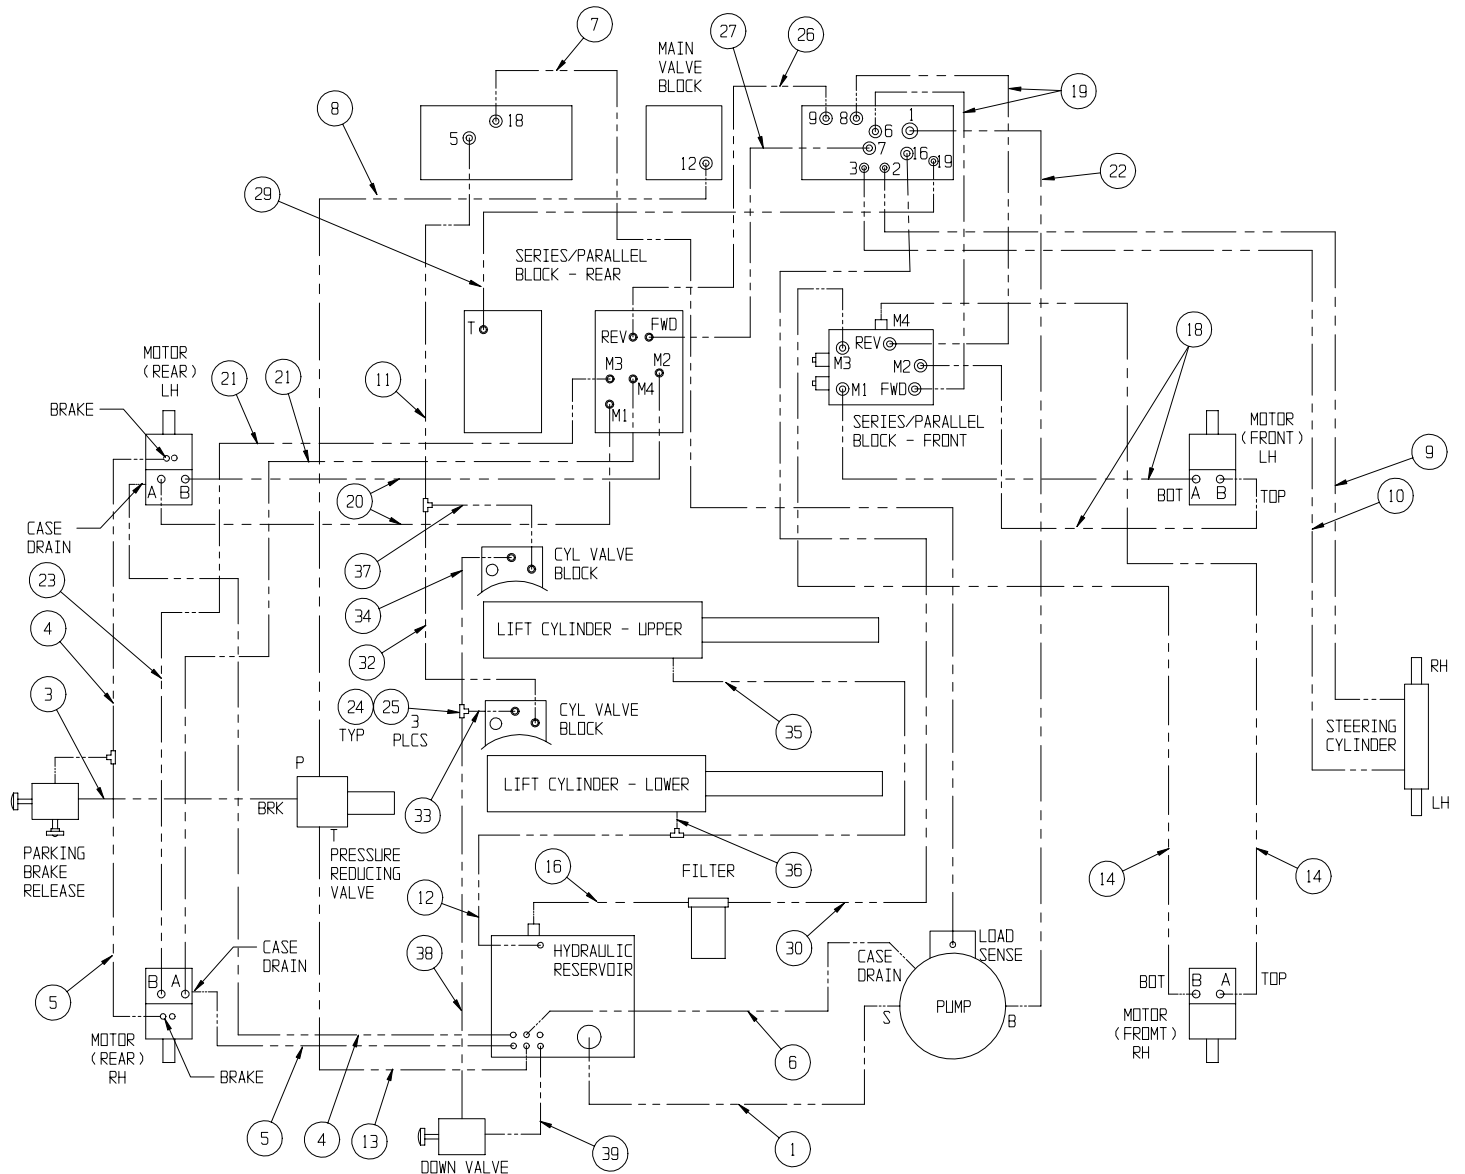 7
27
26
MAIN
VALVE
BLOCK
19
8
18
5
12
9
8
6
1
7
16
19
3
2
22
29
SERIES/PARALLEL
BLOCK - REAR
T
REV
FWD
M3
M2
M4
M1
M4
REV
M3
M2
M1
FWD
SERIES/PARALLEL
BLOCK - FRONT
18
MOTOR
(REAR)
LH
21
21
11
BRAKE
A
B
CASE
DRAIN
20
MOTOR
(FRONT)
LH
BOT
A
B
TOP
9
10
23
37
34
CYL VALVE
BLOCK
4
32
LIFT CYLINDER - UPPER
3
24
TYP
25
3
PLCS
CYL VALVE
BLOCK
35
RH
STEERING
CYLINDER
LH
P
BRK
T
LIFT CYLINDER - LOWER
33
PARKING
BRAKE
RELEASE
PRESSURE
REDUCING
VALVE
16
FILTER
36
14
14
12
5
CASE
DRAIN
38
HYDRAULIC
RESERVOIR
30
CASE
DRAIN
LOAD
SENSE
B
A
PUMP
S
B
BOT
B
A
TOP
MOTOR
(FROMT)
RH
MOTOR
(REAR)
RH
BRAKE
6
5
4
13
39
1
DOWN VALVE